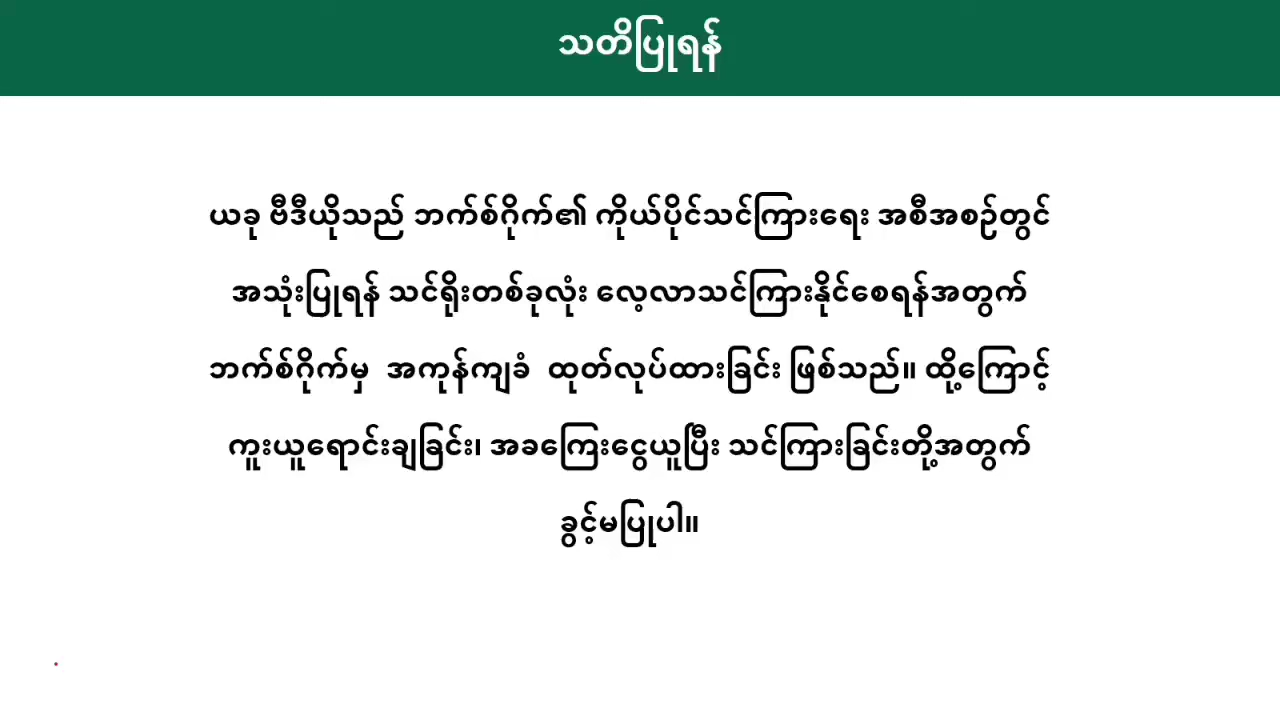 သတိပြုရန်
ယခု ဗီဒီယိုသည် ဘက်စ်ဂိုက်၏ ကိုယ်ပိုင်သင်ကြားရေး အစီအစဉ်တွင်
အသုံးပြုရန် သင်ရိုးတစ်ခုလုံး လေ့လာသင်ကြားနိုင်စေရန်အတွက်
ဘက်စ်ဂိုက်မှ အကုန်ကျခံ ထုတ်လုပ်ထားခြင်း ဖြစ်သည်။ ထို့ကြောင့်
ကူးယူရောင်းချခြင်း၊ အခကြေးငွေယူပြီး သင်ကြားခြင်းတို့အတွက်
ခွင့်မပြုပါ။